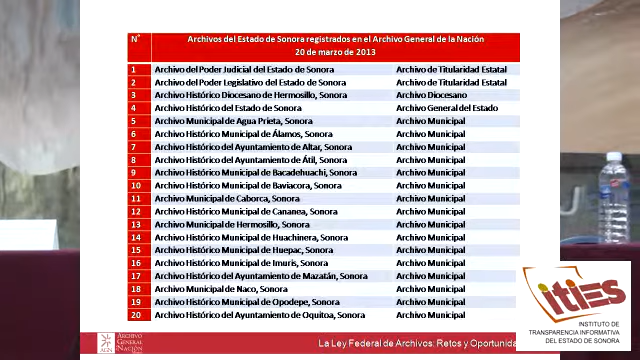 N°
Archivos del Estado de Sonora registrados en el Archivo General de la Nación
20 de marzo de 2013
1 Archivo del Poder Judicial del Estado de Sonora Archivo de Titularidad Estatal
2 Archivo del Poder Legislativo del Estado de Sonora Archivo de Titularidad Estatal
3 Archivo Histórico Diocesano de Hermosillo, Sonora Archivo Diocesano
4 Archivo Histórico del Estado de Sonora Archivo General del Estado
5 Archivo Municipal de Agua Prieta, Sonora Archivo Municipal
6 Archivo Histórico Municipal de Álamos, Sonora Archivo Municipal
7 Archivo Histórico del Ayuntamiento de Altar, Sonora Archivo Municipal
8 Archivo Histórico del Ayuntamiento de Átil, Sonora Archivo Municipal
9 Archivo Histórico Municipal de Bacadehuachi, Sonora Archivo Municipal
10 Archivo Histórico Municipal de Baviacora, Sonora Archivo Municipal
11 Archivo Municipal de Caborca, Sonora Archivo Municipal
12 Archivo Histórico Municipal de Cananea, Sonora Archivo Municipal
13 Archivo Municipal de Hermosillo, Sonora Archivo Municipal
14 Archivo Histórico Municipal de Huachinera, Sonora Archivo Municipal
15 Archivo Histórico Municipal de Huepac, Sonora Archivo Municipal
16 Archivo Histórico Municipal de Imuris, Sonora Archivo Municipal
17 Archivo Histórico del Ayuntamiento de Mazatán, Sonora Archivo Municipal
18 Archivo Municipal de Naco, Sonora Archivo Municipal
19 Archivo Histórico Municipal de Opodepe, Sonora Archivo Municipal
20 Archivo Histórico del Ayuntamiento de Oquitoa, Sonora Archivo Municipal
AGN
ARCHIVO
GENERAL
NACIÓN
La Ley Federal de Archivos: Retos y Oportunida
ities
INSTITUTO DE
TRANSPARENCIA INFORMATIVA
DEL ESTADO DE SONORA